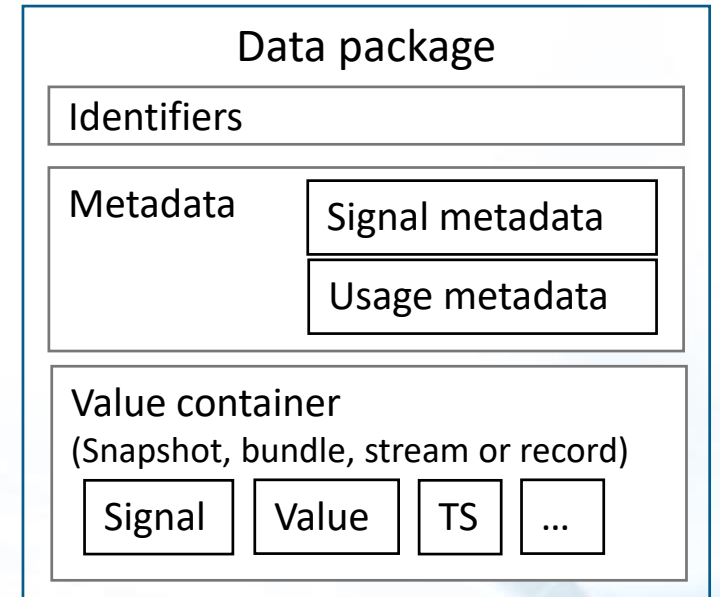 Data package
Identifiers
Metadata
Signal metadata
Usage metadata
Value container
(Snapshot, bundle, stream or record)
Signal Value TS ...